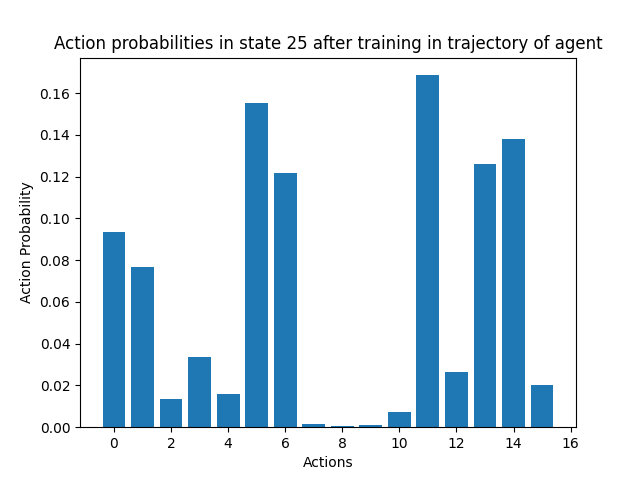 Action probabilities in state 25 after training in trajectory of agent
0.16
0.14
0.12
0.10
0.08
0.06
0.04
0.02
0.00
Action Probability
0 2 4 6 8 10 12 14 16
Actions